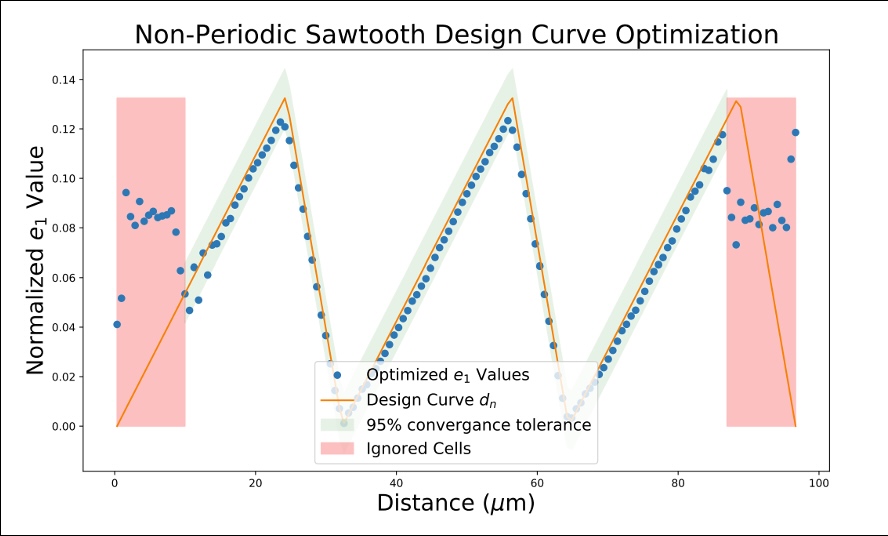 Non-Periodic Sawtooth Design Curve Optimization
Normalized e₁ Value
0.14
0.12
0.10
0.08
0.06
0.04
0.02
0.00
Optimized e₁ Values
Design Curve dₙ
95% convergance tolerance
Ignored Cells
0 20 40 60 80 100
Distance (μm)